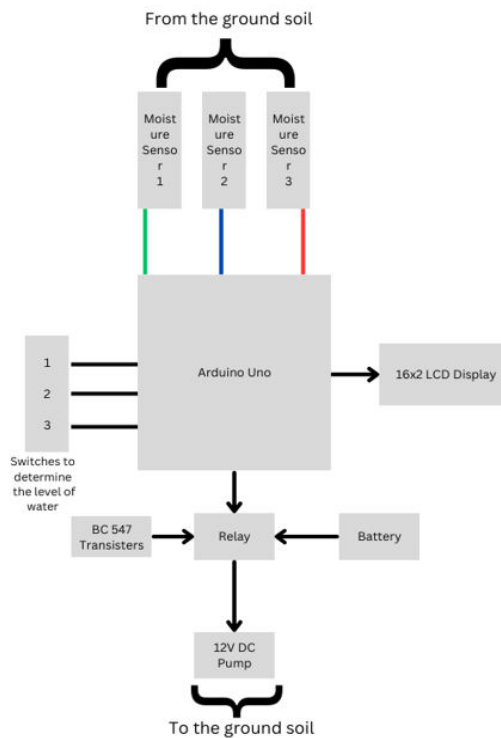 From the ground soil
Moist
ure
Senso
r
1
Moist
ure
Senso
r
2
Moist
ure
Senso
r
3
1
2
3
Switches to
determine
the level of
water
Arduino Uno
16x2 LCD Display
BC 547
Transisters
Relay
Battery
12V DC
Pump
To the ground soil